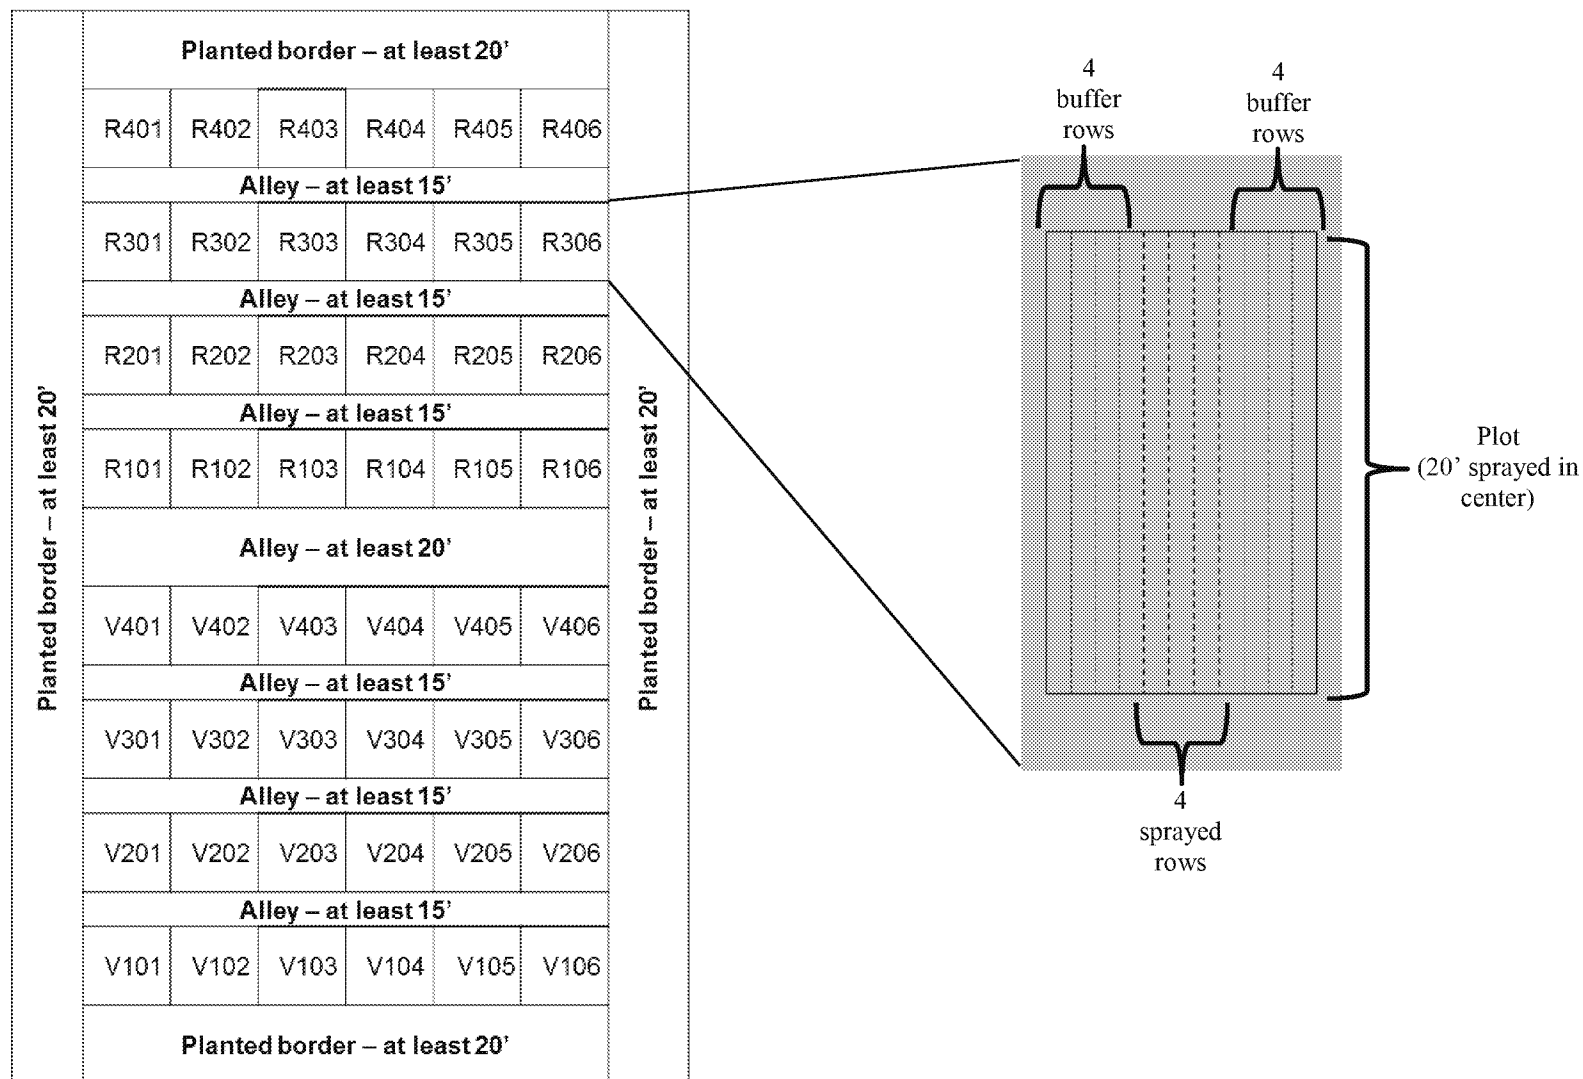 Planted border – at least 20'
R401 R402 R403 R404 R405 R406
Alley – at least 15'
R301 R302 R303 R304 R305 R306
Alley – at least 15'
R201 R202 R203 R204 R205 R206
Alley – at least 15'
R101 R102 R103 R104 R105 R106
Alley – at least 20'
V401 V402 V403 V404 V405 V406
Alley – at least 15'
V301 V302 V303 V304 V305 V306
Alley – at least 15'
V201 V202 V203 V204 V205 V206
Alley – at least 15'
V101 V102 V103 V104 V105 V106
Planted border – at least 20'
Planted border – at least 20'
Planted border – at least 20'
4
buffer
rows
4
buffer
rows
Plot
(20’ sprayed in
center)
4
sprayed
rows